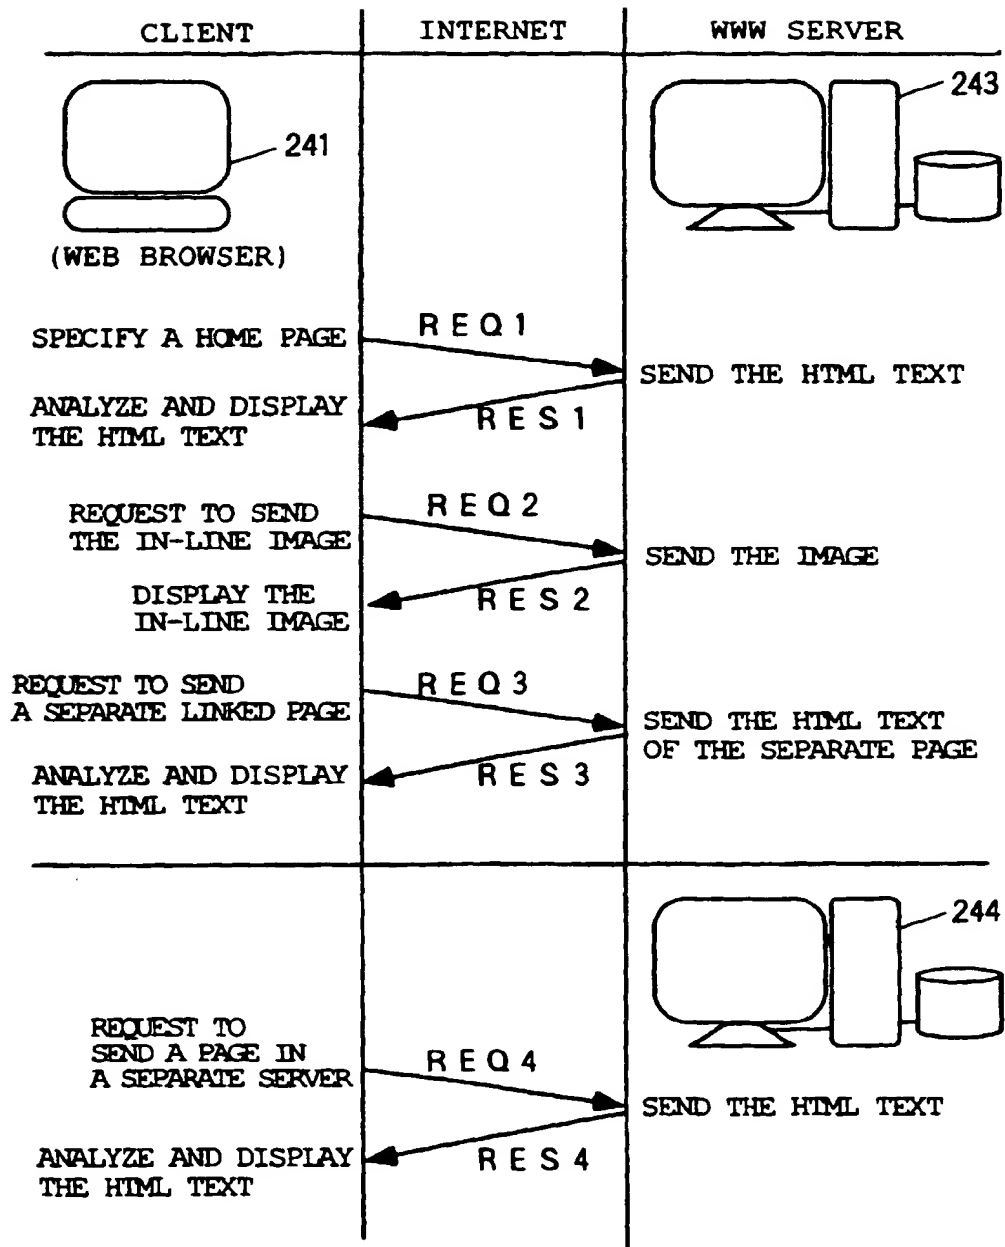 CLIENT
INTERNET
WWW SERVER
243
241
(WEB BROWSER)
REQ1
SPECIFY A HOME PAGE
SEND THE HTML TEXT
ANALYZE AND DISPLAY
THE HTML TEXT
RES1
REQ2
REQUEST TO SEND
THE IN-LINE IMAGE
SEND THE IMAGE
DISPLAY THE
IN-LINE IMAGE
RES2
REQUEST TO SEND
A SEPARATE LINKED PAGE
REQ3
SEND THE HTML TEXT
OF THE SEPARATE PAGE
ANALYZE AND DISPLAY
THE HTML TEXT
RES3
244
REQUEST TO
SEND A PAGE IN
A SEPARATE SERVER
REQ4
SEND THE HTML TEXT
ANALYZE AND DISPLAY
THE HTML TEXT
RES4